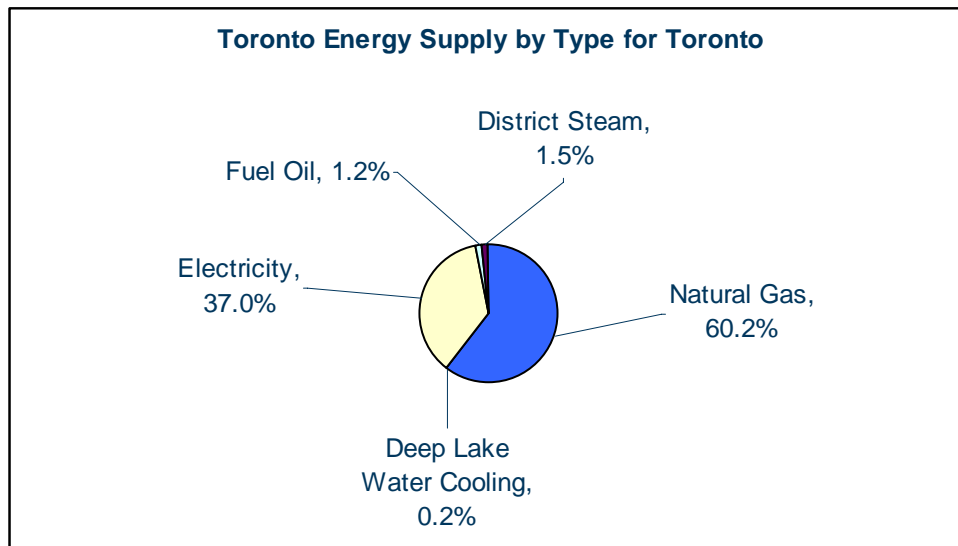 Toronto Energy Supply by Type for Toronto
District Steam,
1.5%
Fuel Oil, 1.2%
Electricity,
37.0%
Natural Gas,
60.2%
Deep Lake
Water Cooling,
0.2%